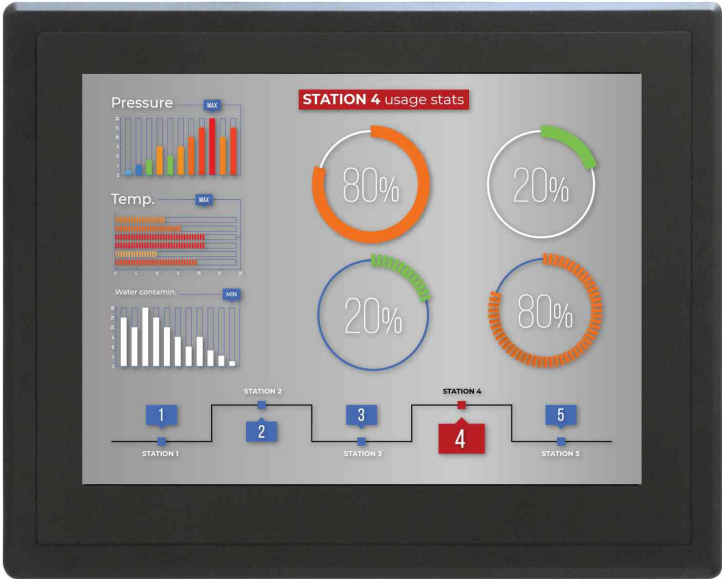 Pressure
MAX
STATION 4 usage stats
80%
20%
Temp.
MAX
Water contamin.
MIN
20%
80%
STATION 2
STATION 4
1
2
3
4
5
STATION 1
STATION 3
STATION 5